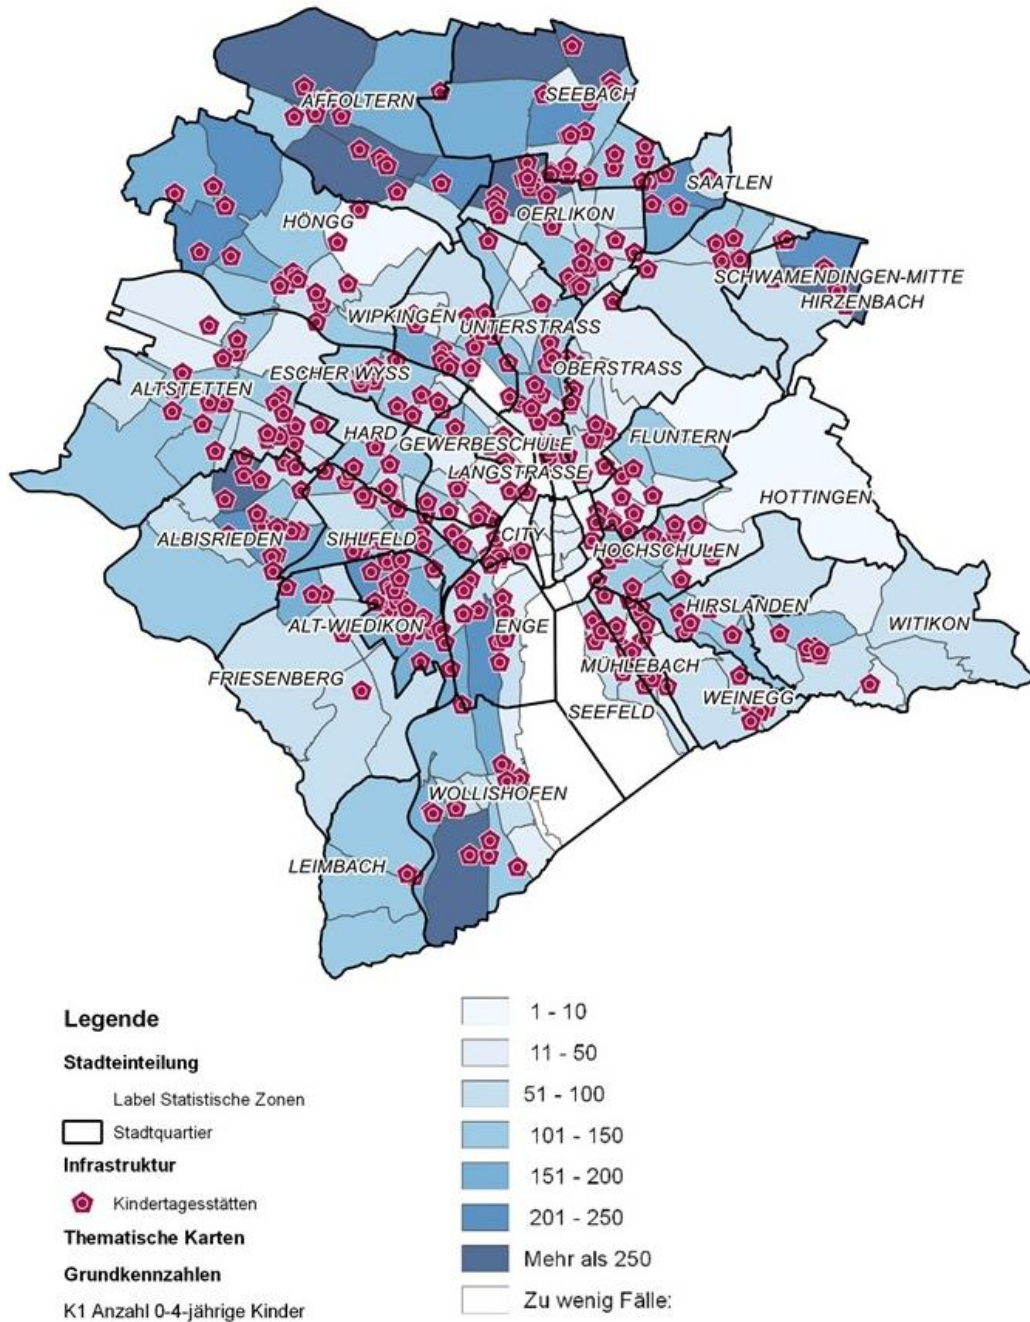 AFFOLTERN
SEEBACH
SAATLEN
OERLIKON
HÖNGG
SCHWAMENDINGEN-MITTE
HIRZENBACH
WIPKINGEN
UNTERSTRASS
OBERSTRASS
ESCHER WYSS
ALTSTETTEN
HARD
GEWERBESCHULE
FLUNTERN
LANGSTRASSE
HOTTINGEN
ALBISRIEDEN
SIHLFELD
CITY
HOCHSCHULEN
HIRSLANDEN
WITIKON
ALT-WIEDIKON
ENGE
MÜHLEBACH
FRIESENBERG
WEINEGG
SEEFELD
WOLLISHOFEN
LEIMBACH
Legende
Stadteinteilung
Label Statistische Zonen
Stadtquartier
Infrastruktur
Kindertagesstätten
Thematische Karten
Grundkennzahlen
K1 Anzahl 0-4-jährige Kinder
1 - 10
11 - 50
51 - 100
101 - 150
151 - 200
201 - 250
Mehr als 250
Zu wenig Fälle: